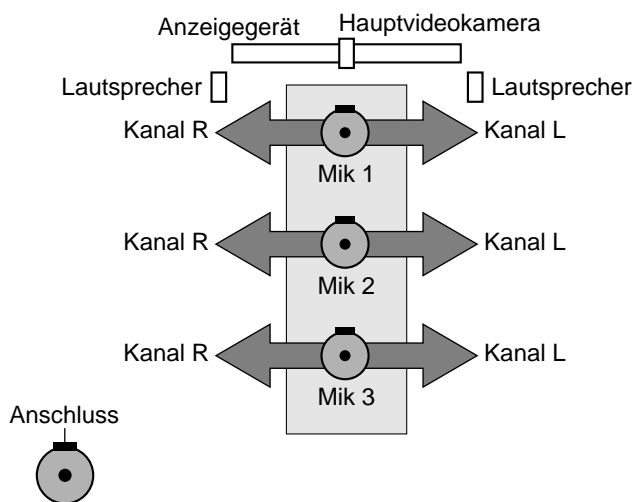 Anzeigegerät
Hauptvideokamera
Lautsprecher
Lautsprecher
Kanal R
Kanal L
Mik 1
Kanal R
Kanal L
Mik 2
Kanal R
Kanal L
Mik 3
Anschluss